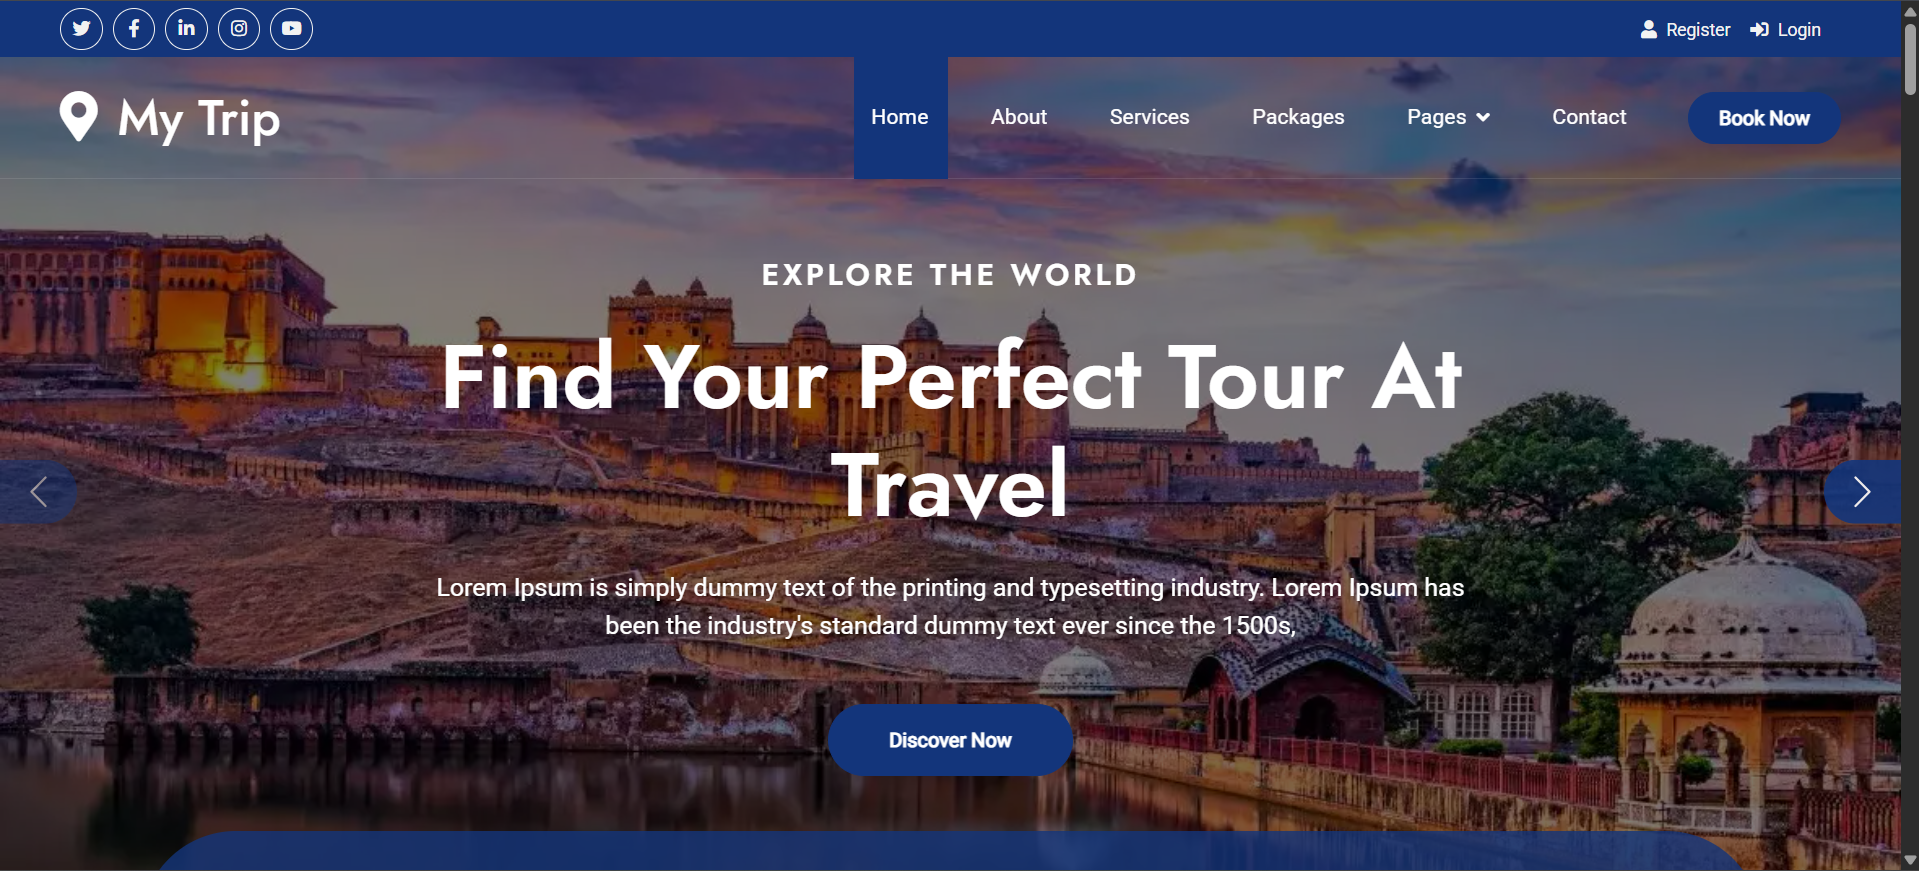 Register Login
My Trip
Home About Services Packages Pages Contact Book Now
EXPLORE THE WORLD
Find Your Perfect Tour At
Travel
Lorem Ipsum is simply dummy text of the printing and typesetting industry. Lorem Ipsum has
been the industry's standard dummy text ever since the 1500s,
Discover Now